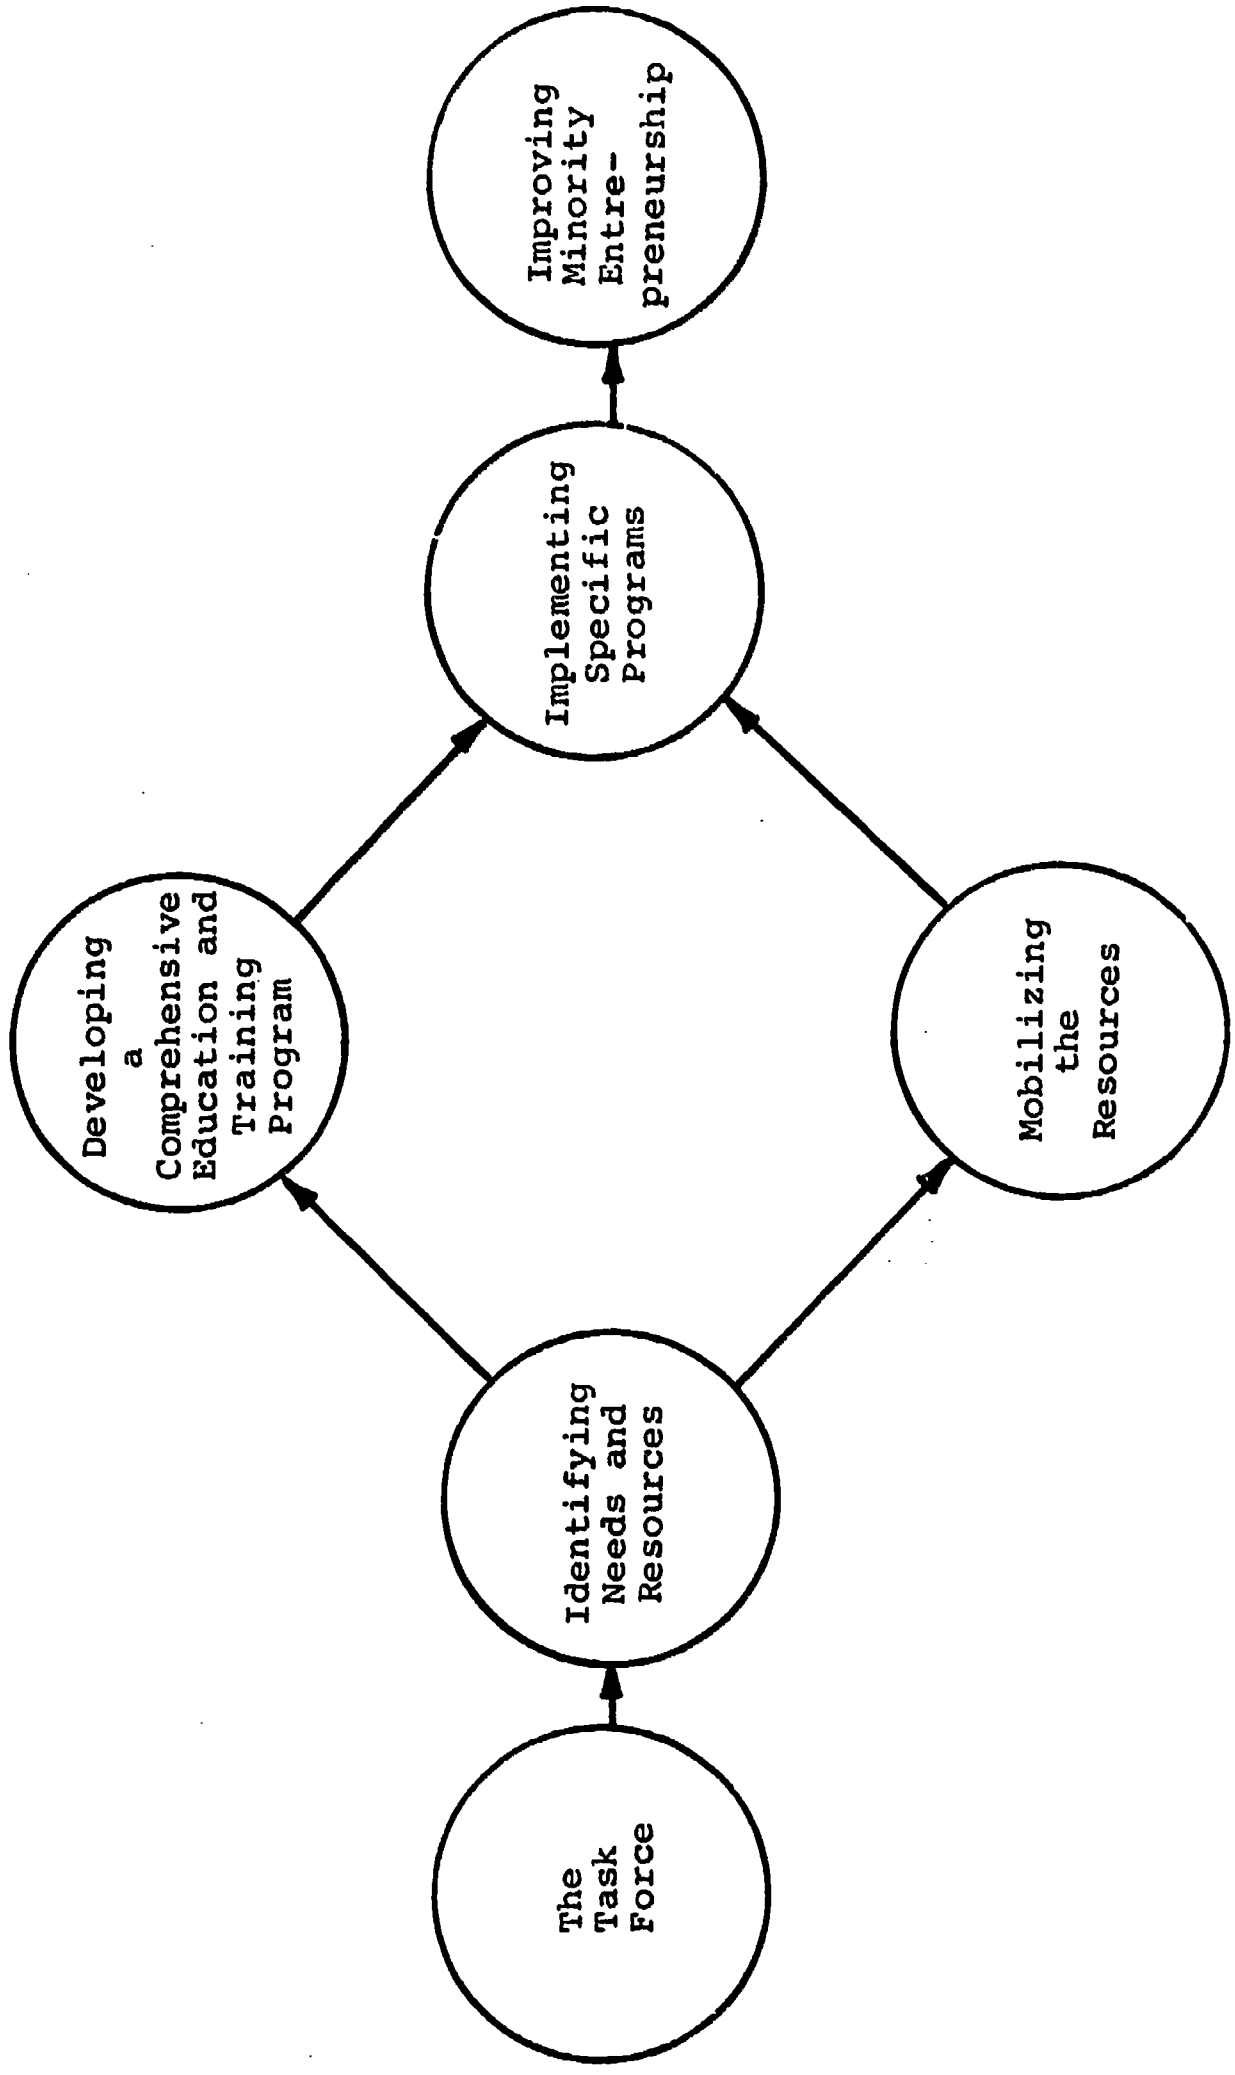 The
Task
Force
Identifying
Needs and
Resources
Developing
a
Comprehensive
Education and
Training
Program
Mobilizing
the
Resources
Implementing
Specific
Programs
Improving
Minority
Entre-
preneurship